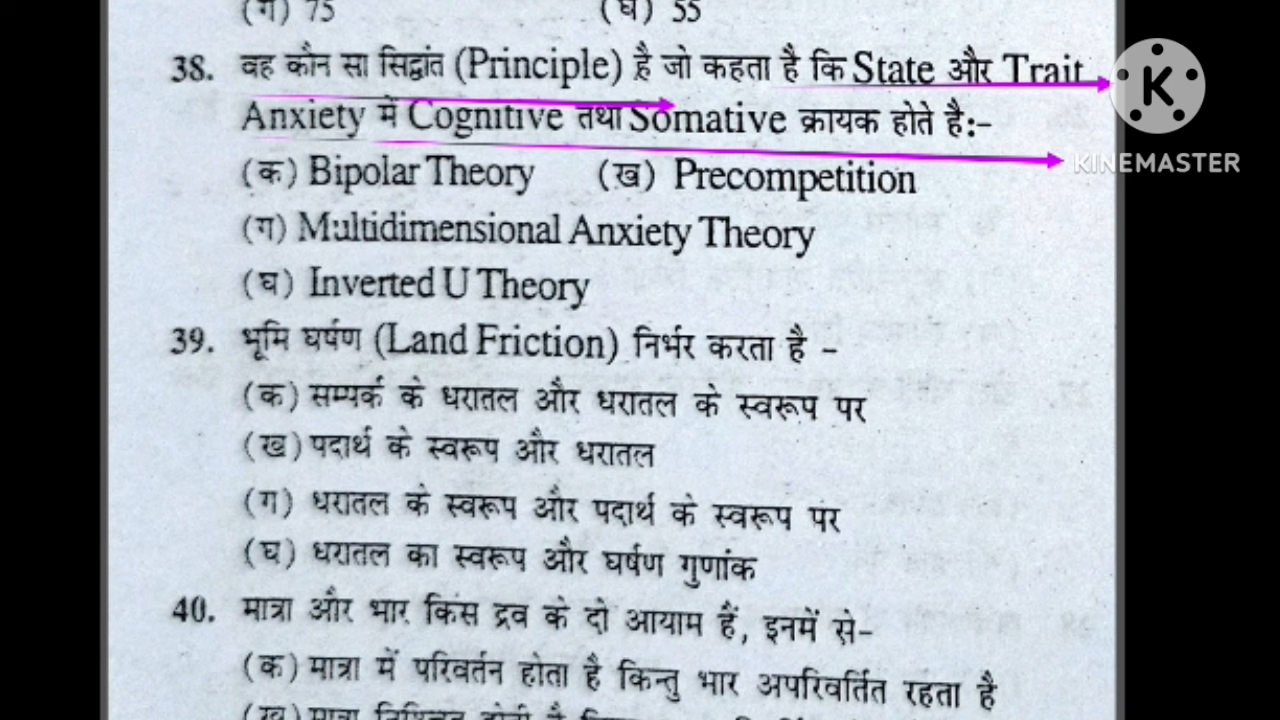 (ग) 75 (घ) 55
38. वह कौन सा सिद्वांत (Principle) है जो कहता है कि State और Trait
Anxiety में Cognitive तथा Somative क्रायक होते है:-
(क) Bipolar Theory (ख) Precompetition
(ग) Multidimensional Anxiety Theory
(घ) Inverted U Theory
39. भूमि घर्षण (Land Friction) निर्भर करता है -
(क) सम्पर्क के धरातल और धरातल के स्वरूप पर
(ख) पदार्थ के स्वरूप और धरातल
(ग) धरातल के स्वरूप और पदार्थ के स्वरूप पर
(घ) धरातल का स्वरूप और घर्षण गुणांक
40. मात्रा और भार किस द्रव के दो आयाम हैं, इनमें से-
(क) मात्रा में परिवर्तन होता है किन्तु भार अपरिवर्तित रहता है
(ख) मात्रा
K
KINEMASTER